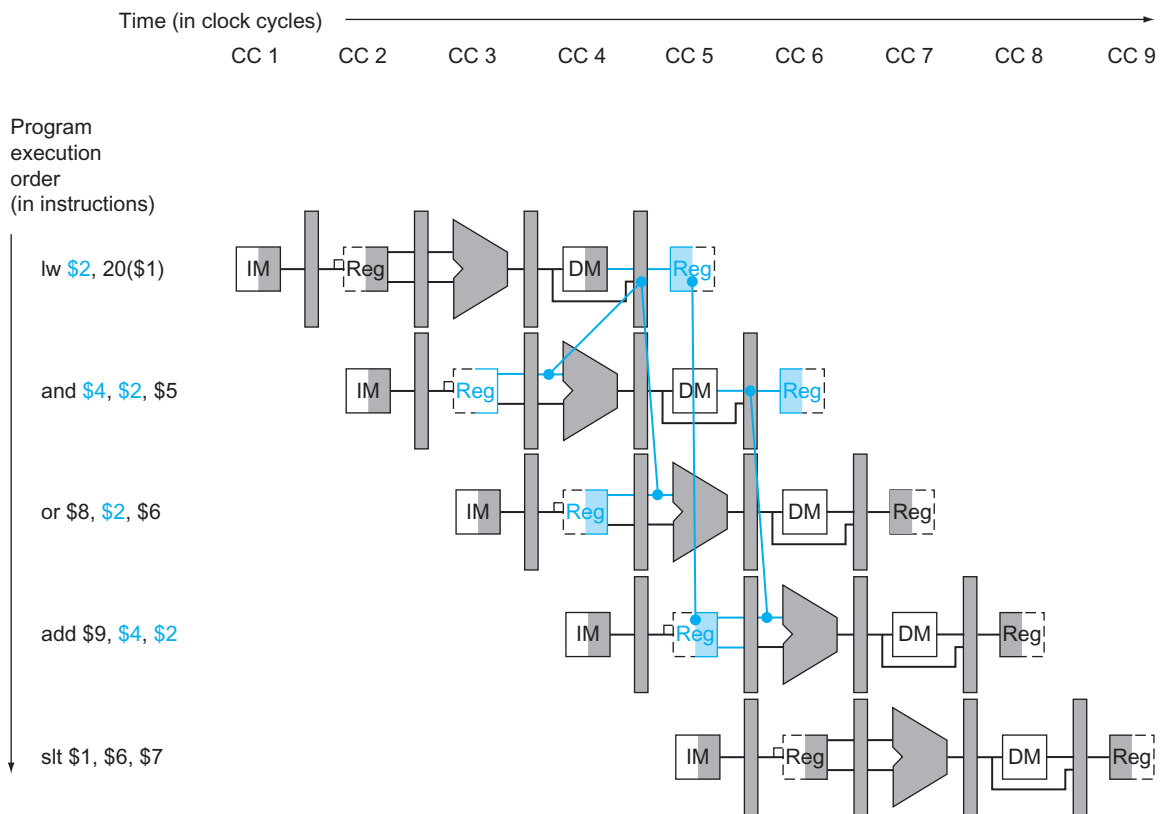 Time (in clock cycles)
CC 1 CC 2 CC 3 CC 4 CC 5 CC 6 CC 7 CC 8 CC 9
Program
execution
order
(in instructions)
lw $2, 20($1) IM Reg DM Reg
and $4, $2, $5 IM Reg DM Reg
or $8, $2, $6 IM Reg DM Reg
add $9, $4, $2 IM Reg DM Reg
slt $1, $6, $7 IM Reg DM Reg